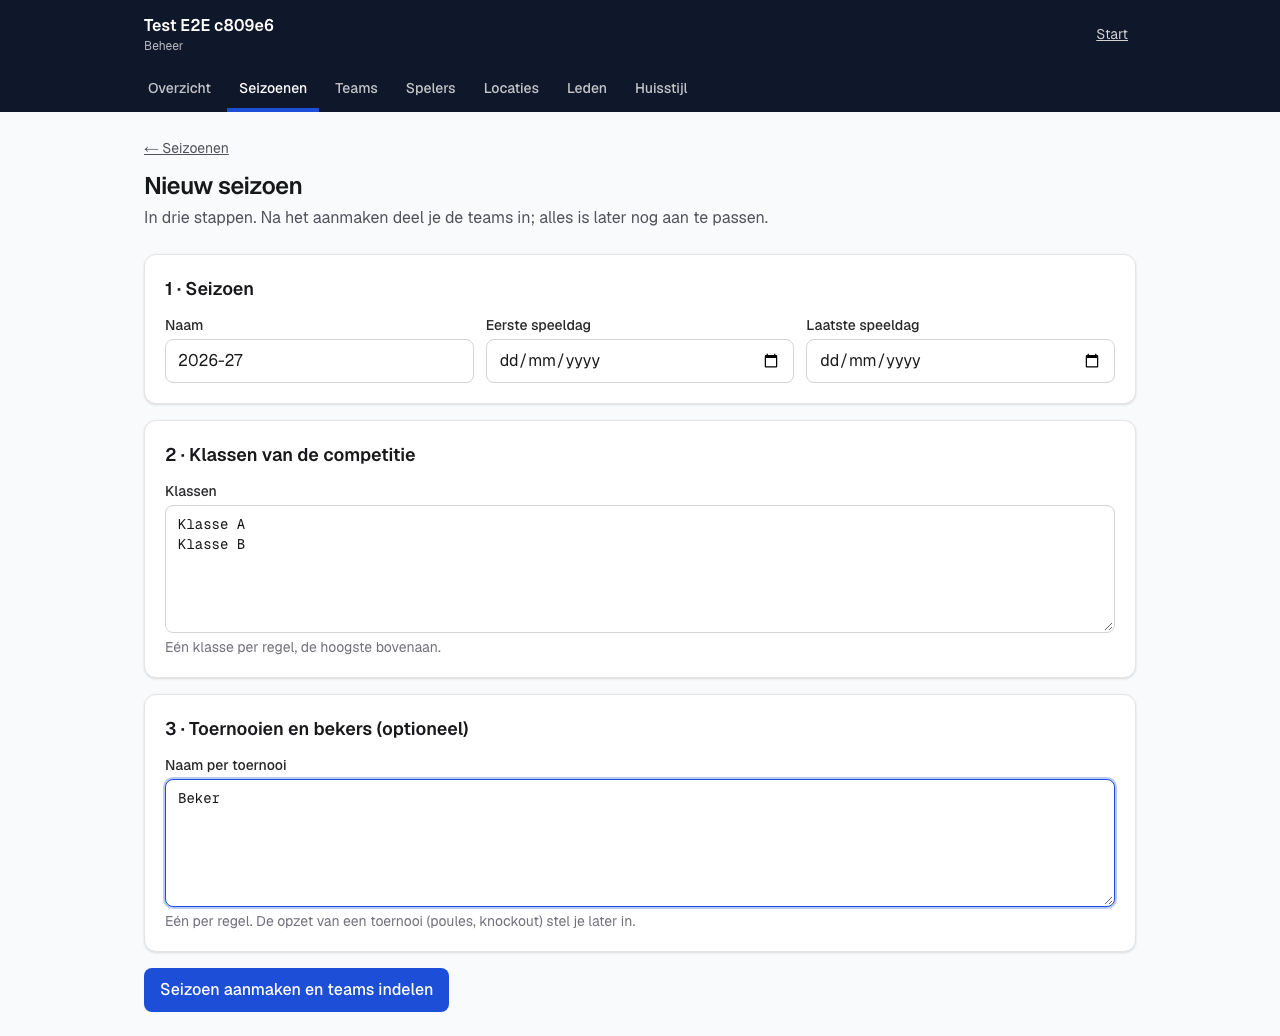 Test E2E c809e6
Beheer
Start
Overzicht
Seizoenen
Teams
Spelers
Locaties
Leden
Huisstijl
← Seizoenen
Nieuw seizoen
In drie stappen. Na het aanmaken deel je de teams in; alles is later nog aan te passen.
1 · Seizoen
Naam
2026-27
Eerste speeldag
dd/mm/yyyy
Laatste speeldag
dd/mm/yyyy
2 · Klassen van de competitie
Klassen
Klasse A
Klasse B
Eén klasse per regel, de hoogste bovenaan.
3 · Toernooien en bekers (optioneel)
Naam per toernooi
Beker
Eén per regel. De opzet van een toernooi (poules, knockout) stel je later in.
Seizoen aanmaken en teams indelen